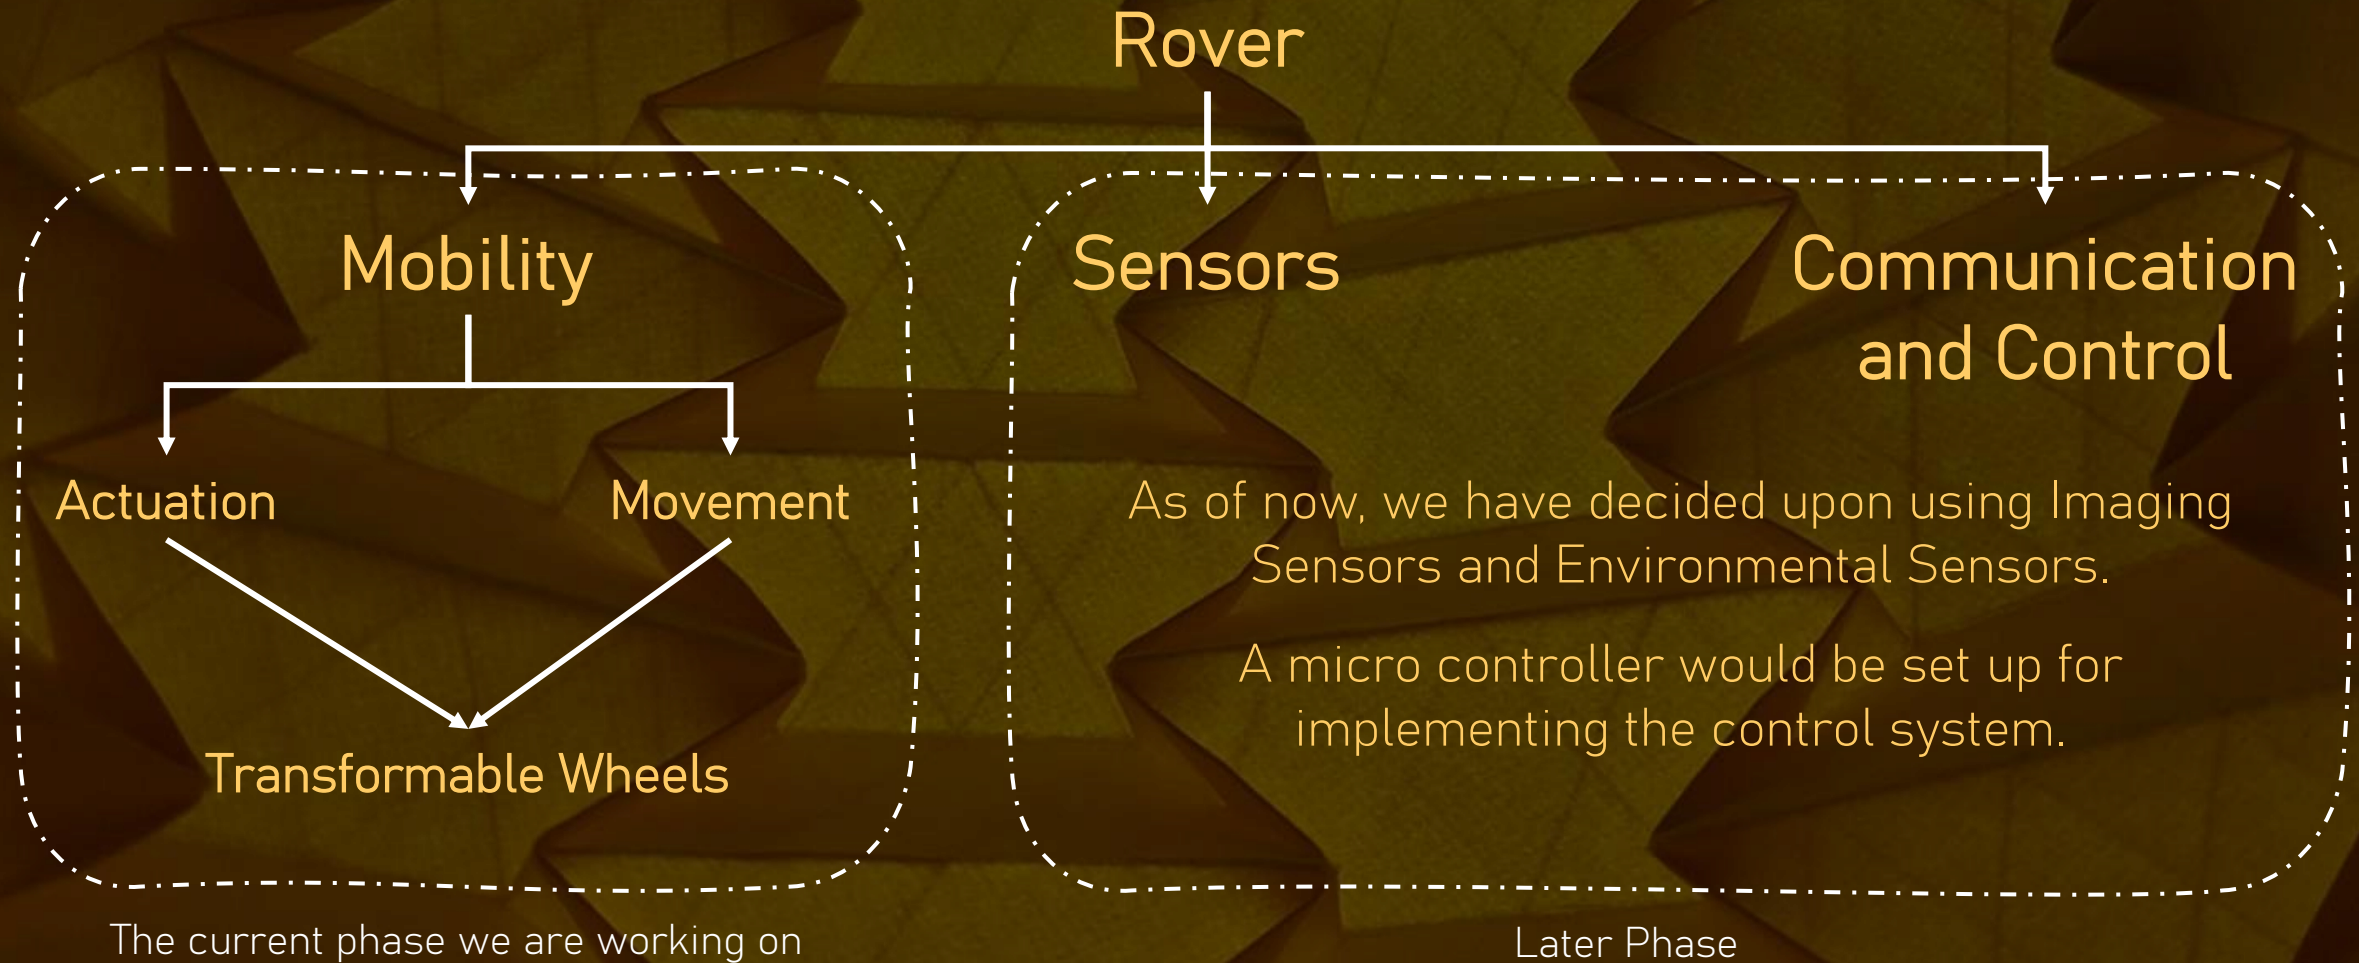 Rover
Mobility
Sensors
Communication
and Control
Actuation
Movement
Transformable Wheels
As of now, we have decided upon using Imaging
Sensors and Environmental Sensors.
A micro controller would be set up for
implementing the control system.
The current phase we are working on
Later Phase